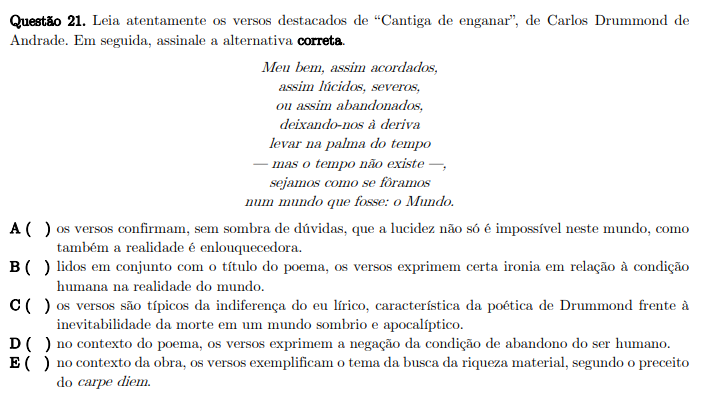 Questão 21. Leia atentamente os versos destacados de “Cantiga de enganar”, de Carlos Drummond de
Andrade. Em seguida, assinale a alternativa correta.
Meu bem, assim acordados,
assim lúcidos, severos,
ou assim abandonados,
deixando-nos à deriva
levar na palma do tempo
— mas o tempo não existe —,
sejamos como se fôramos
num mundo que fosse: o Mundo.
A ( ) os versos confirmam, sem sombra de dúvidas, que a lucidez não só é impossível neste mundo, como
também a realidade é enlouquecedora.
B ( ) lidos em conjunto com o título do poema, os versos exprimem certa ironia em relação à condição
humana na realidade do mundo.
C ( ) os versos são típicos da indiferença do eu lírico, característica da poética de Drummond frente à
inevitabilidade da morte em um mundo sombrio e apocalíptico.
D ( ) no contexto do poema, os versos exprimem a negação da condição de abandono do ser humano.
E ( ) no contexto da obra, os versos exemplificam o tema da busca da riqueza material, segundo o preceito
do carpe diem.